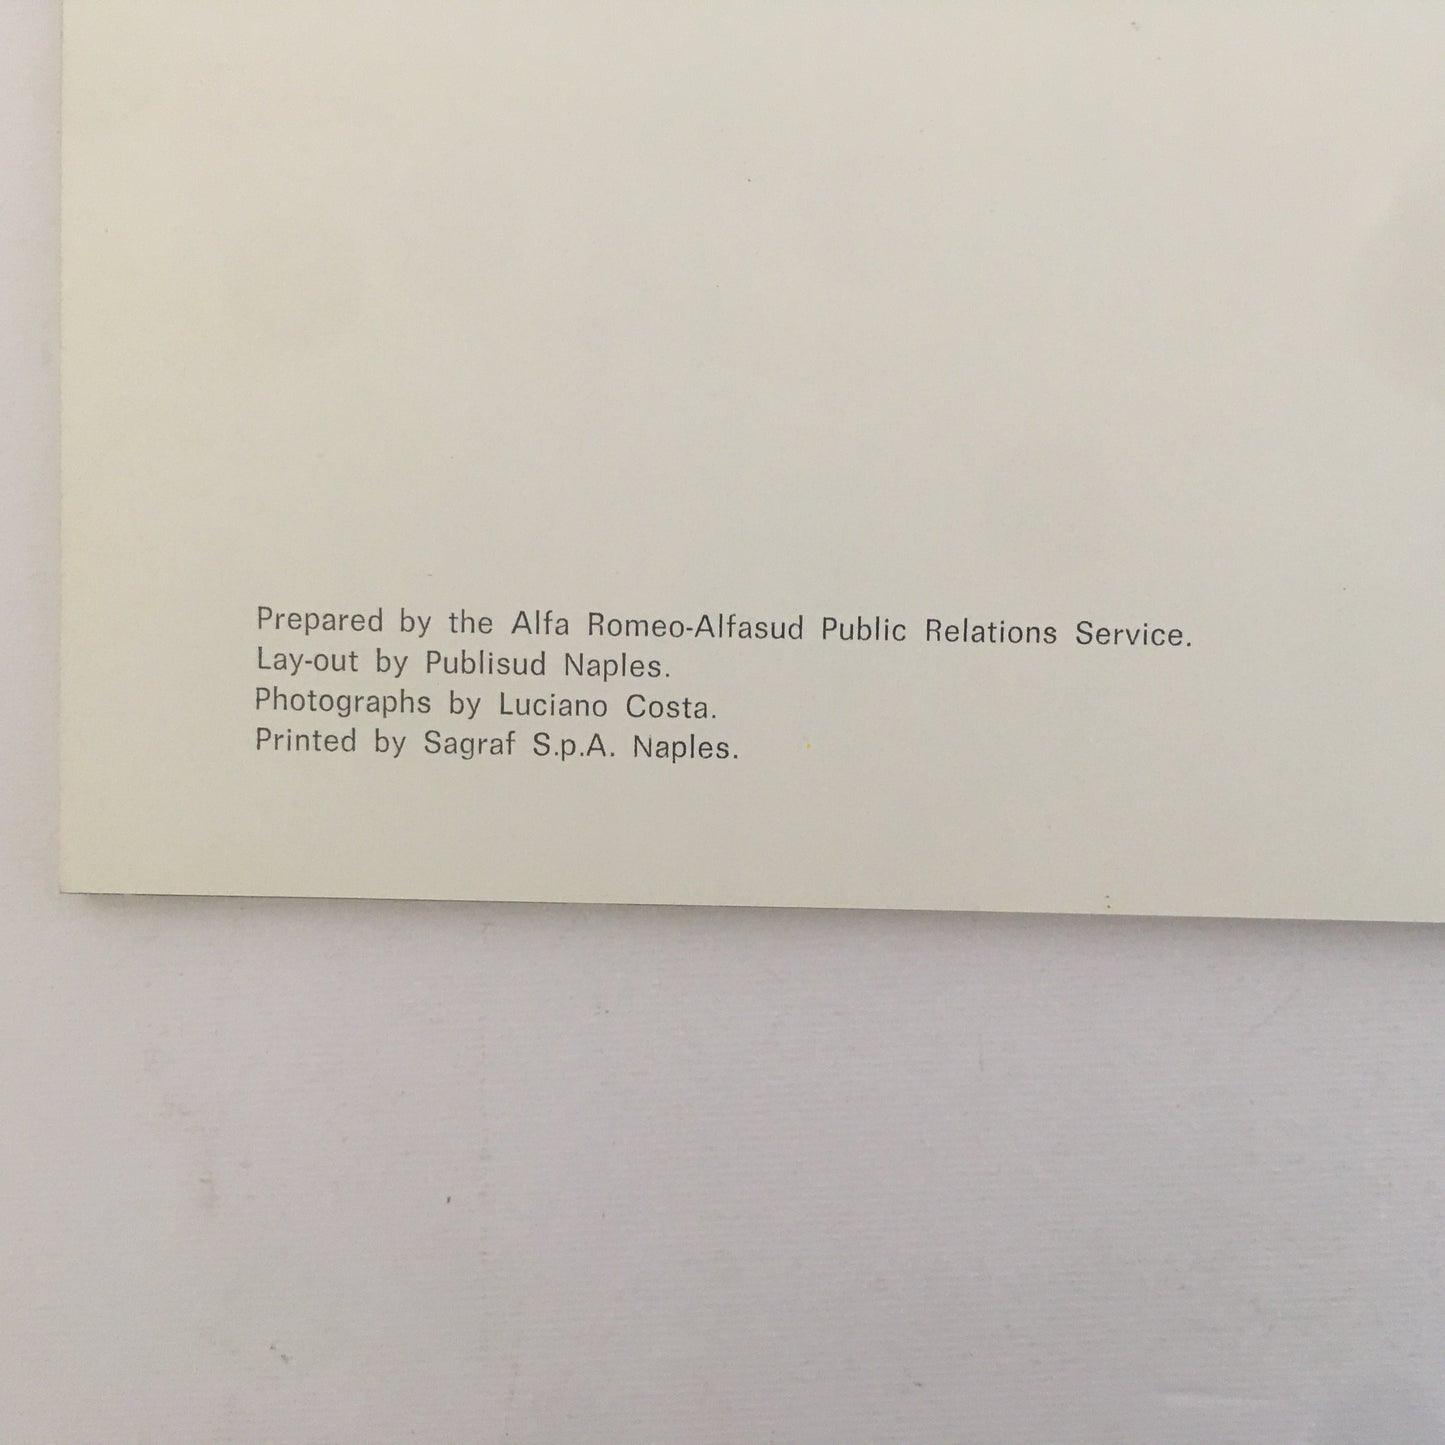 Prepared by the Alfa Romeo-Alfasud Public Relations Service.
Lay-out by Publisud Naples.
Photographs by Luciano Costa.
Printed by Sagraf S.p.A. Naples.